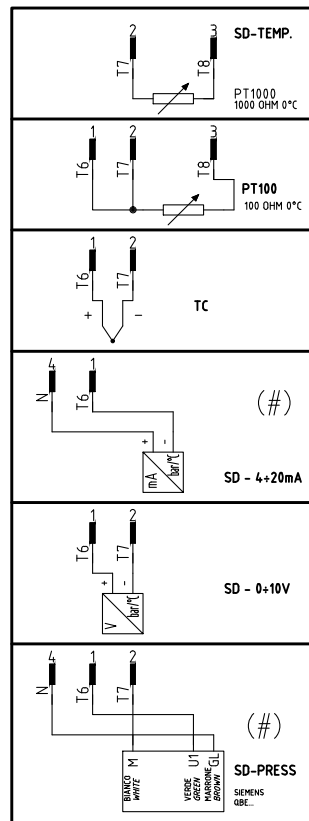 2 3 SD-TEMP.
T7 T8
PT1000
1000 OHM 0°C
1 2 3
T6 T7 T8
PT100
100 OHM 0°C
1 2
T6 T7
+ -
TC
4 1
N T6
(#)
+ -
mA bar/°C
SD - 4÷20mA
1 2
T6 T7
+ -
V bar/°C
SD - 0÷10V
4 1 2
N T6 T7
(#)
M U1 GL
BIANCO
WHITE
VERDE
GREEN
MARRONE
BROWN
SD-PRESS
SIEMENS
QBE...